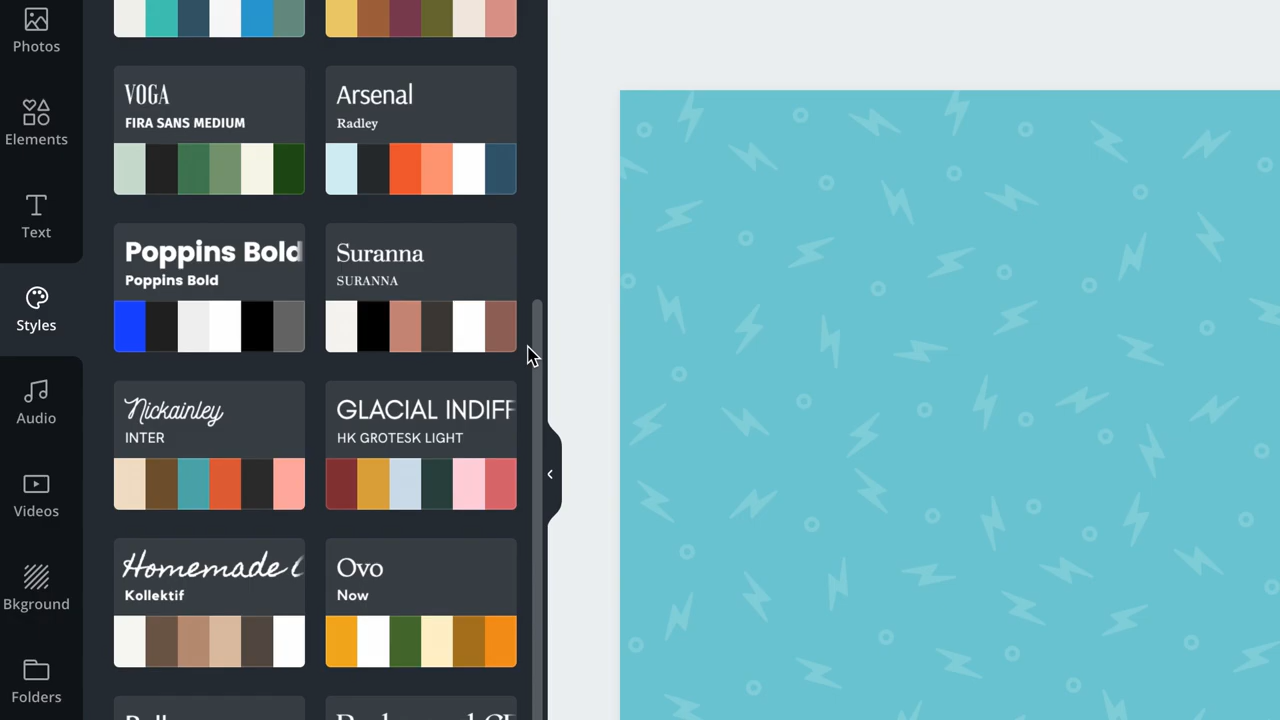 Photos
Elements
Text
Styles
Audio
Videos
Bkground
Folders
VOGA
FIRA SANS MEDIUM
Arsenal
Radley
Poppins Bold
Poppins Bold
Suranna
SURANNA
Nickainley
INTER
GLACIAL INDIFF
HK GROTESK LIGHT
Homemade
Kollektif
Ovo
Now